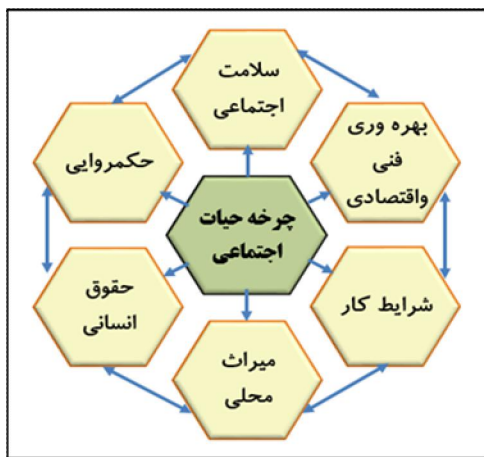 سلامت
اجتماعی
بهره وری
فنی
واقتصادی
حکمروایی
چرخه حیات
اجتماعی
شرایط کار
حقوق
انسانی
میراث
محلی